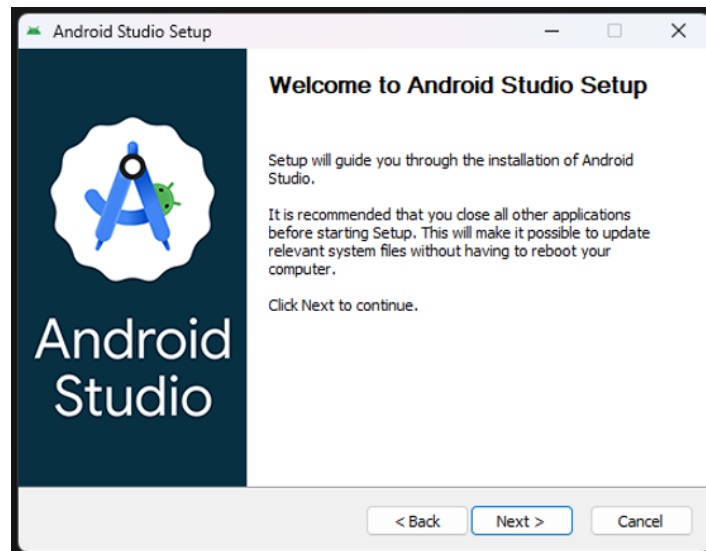 Android Studio Setup
Welcome to Android Studio Setup
Setup will guide you through the installation of Android
Studio.
It is recommended that you close all other applications
before starting Setup. This will make it possible to update
relevant system files without having to reboot your
computer.
Click Next to continue.
Android
Studio
< Back
Next >
Cancel